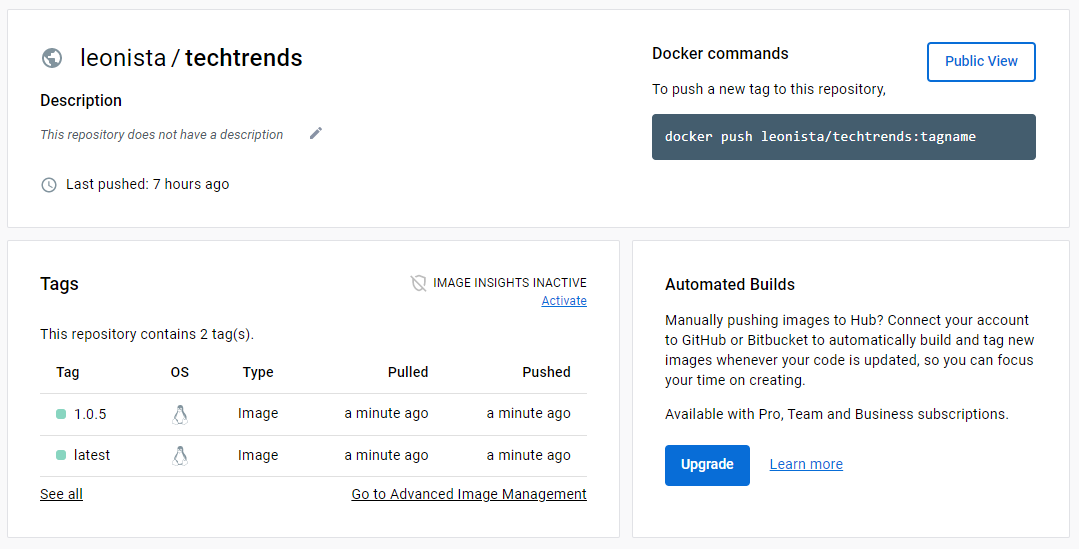 leonista / techtrends
Description
This repository does not have a description
Last pushed: 7 hours ago
Docker commands
Public View
To push a new tag to this repository,
docker push leonista/techtrends:tagname
Tags
IMAGE INSIGHTS INACTIVE
Activate
This repository contains 2 tag(s).
Tag OS Type Pulled Pushed
1.0.5 Image a minute ago a minute ago
latest Image a minute ago a minute ago
See all Go to Advanced Image Management
Automated Builds
Manually pushing images to Hub? Connect your account
to GitHub or Bitbucket to automatically build and tag new
images whenever your code is updated, so you can focus
your time on creating.
Available with Pro, Team and Business subscriptions.
Upgrade Learn more